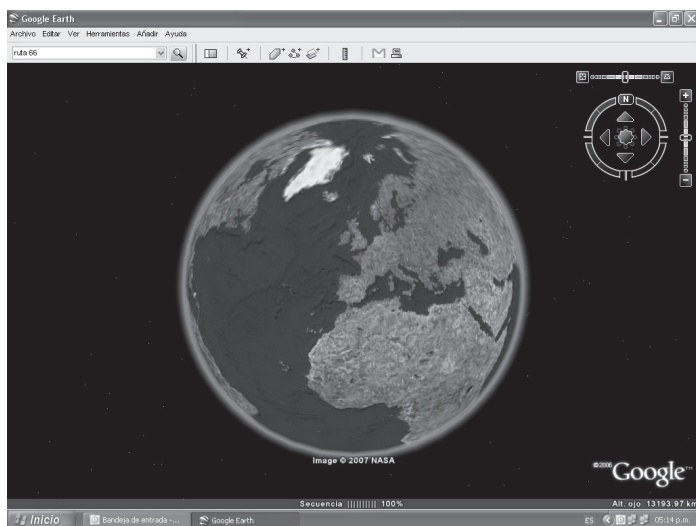 Google Earth
Archivo Editar Ver Herramientas Añadir Ayuda
ruta 66
N
Image © 2007 NASA
©2006 Google™
Secuencia |||||||||| 100%
Alt. ojo 13193.97 km
Inicio
Bandeja de entrada -...
Google Earth
ES
05:14 p.m.